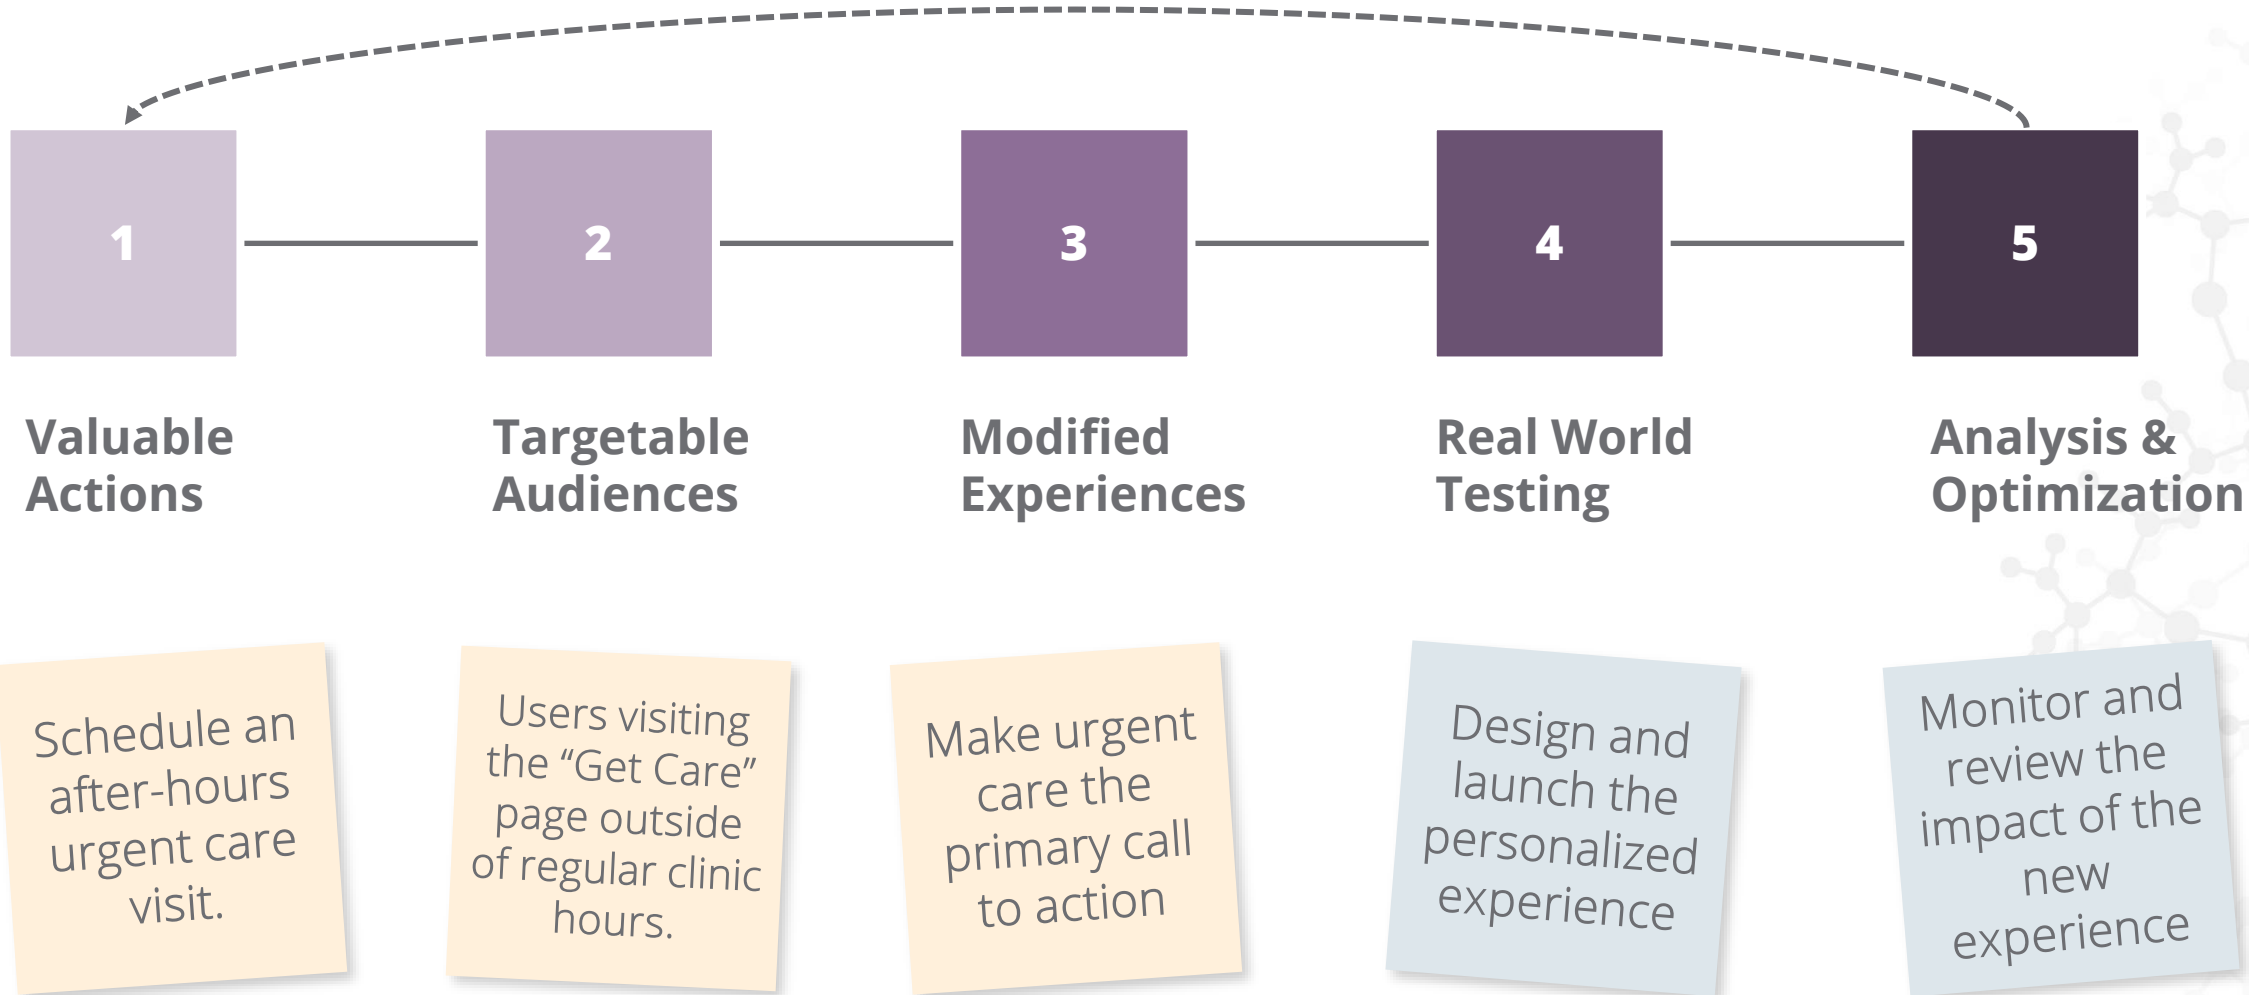 1
2
3
4
5
Valuable
Actions
Targetable
Audiences
Modified
Experiences
Real World
Testing
Analysis &
Optimization
Schedule an
after-hours
urgent care
visit.
Users visiting
the “Get Care”
page outside
of regular clinic
hours.
Make urgent
care the
primary call
to action
Design and
launch the
personalized
experience
Monitor and
review the
impact of the
new
experience